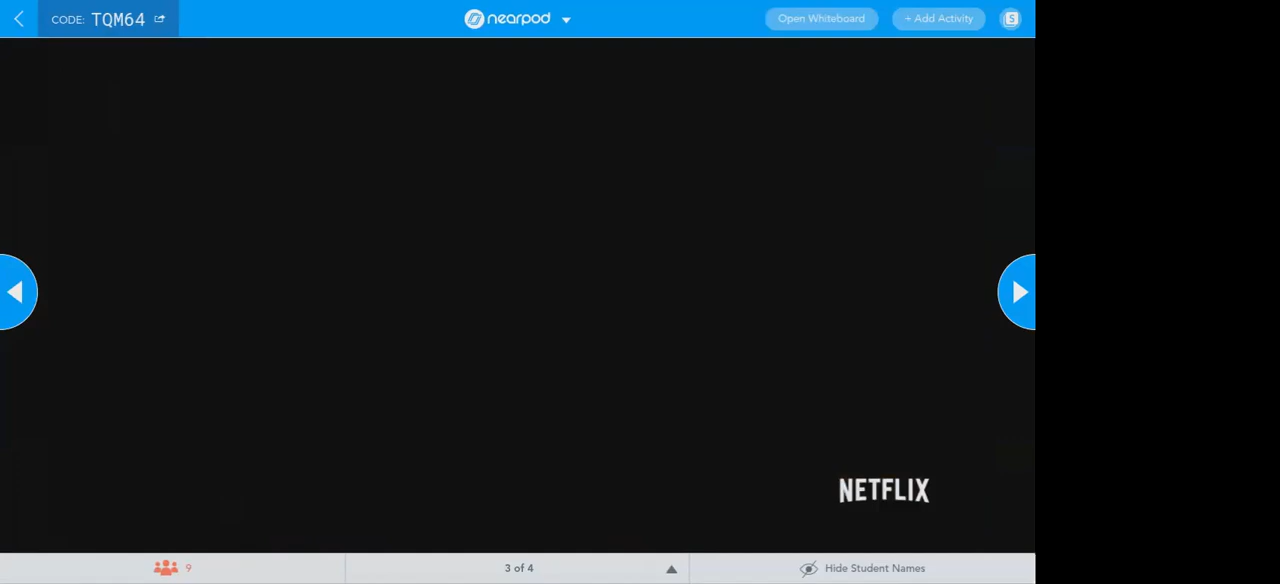 CODE: TQM64
nearpod
Open Whiteboard
+ Add Activity
S
NETFLIX
9
3 of 4
Hide Student Names